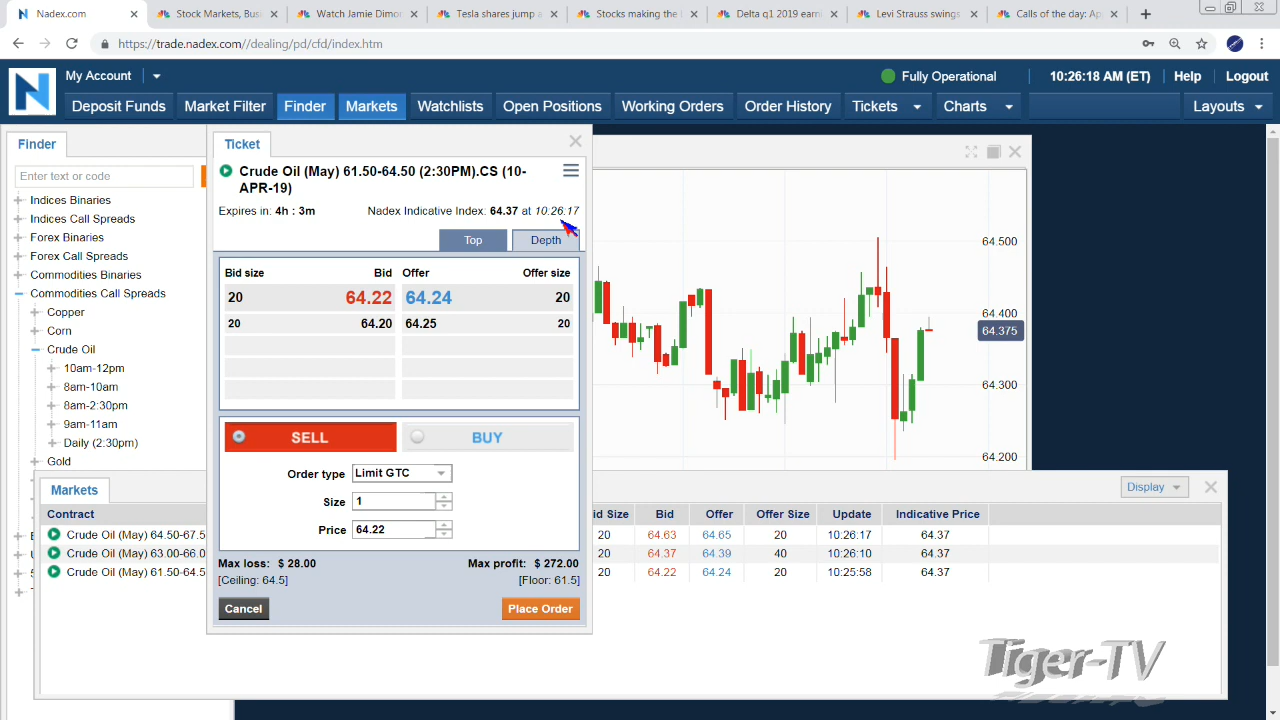 Nadex.com
Stock Markets, Busi
Watch Jamie Dimo
Tesla shares jump a
Stocks making the b
Delta q1 2019 earni
Levi Strauss swings
Calls of the day: Ap
https://trade.nadex.com//dealing/pd/cfd/index.htm
N
My Account
Fully Operational
10:26:18 AM (ET)
Help
Logout
Deposit Funds
Market Filter
Finder
Markets
Watchlists
Open Positions
Working Orders
Order History
Tickets
Charts
Layouts
Finder
Enter text or code
Indices Binaries
Indices Call Spreads
Forex Binaries
Forex Call Spreads
Commodities Binaries
Commodities Call Spreads
Copper
Corn
Crude Oil
10am-12pm
8am-10am
8am-2:30pm
9am-11am
Daily (2:30pm)
Gold
Ticket
Crude Oil (May) 61.50-64.50 (2:30PM).CS (10-
APR-19)
Expires in: 4h : 3m
Nadex Indicative Index: 64.37 at 10:26:17
Top
Depth
Bid size Bid Offer Offer size
20 64.22 64.24 20
20 64.20 64.25 20
SELL
BUY
Order type Limit GTC
Size 1
Price 64.22
Max loss: $ 28.00
Max profit: $ 272.00
[Ceiling: 64.5]
[Floor: 61.5]
Cancel
Place Order
64.500
64.400
64.375
64.300
64.200
Markets
Display
Contract
id Size Bid Offer Offer Size Update Indicative Price
Crude Oil (May) 64.50-67.5
20 64.63 64.65 20 10:26:17 64.37
Crude Oil (May) 63.00-66.0
20 64.37 64.39 40 10:26:10 64.37
Crude Oil (May) 61.50-64.5
20 64.22 64.24 20 10:25:58 64.37
Tiger-TV